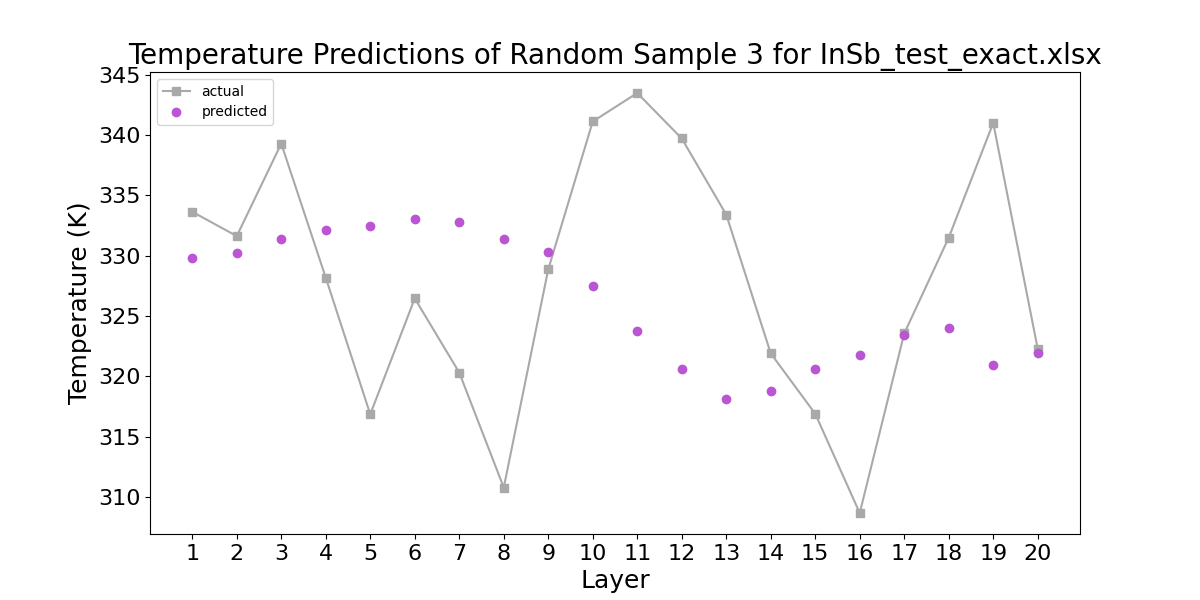 Temperature Predictions of Random Sample 3 for InSb_test_exact.xlsx
actual
predicted
Temperature (K)
345
340
335
330
325
320
315
310
1 2 3 4 5 6 7 8 9 10 11 12 13 14 15 16 17 18 19 20
Layer